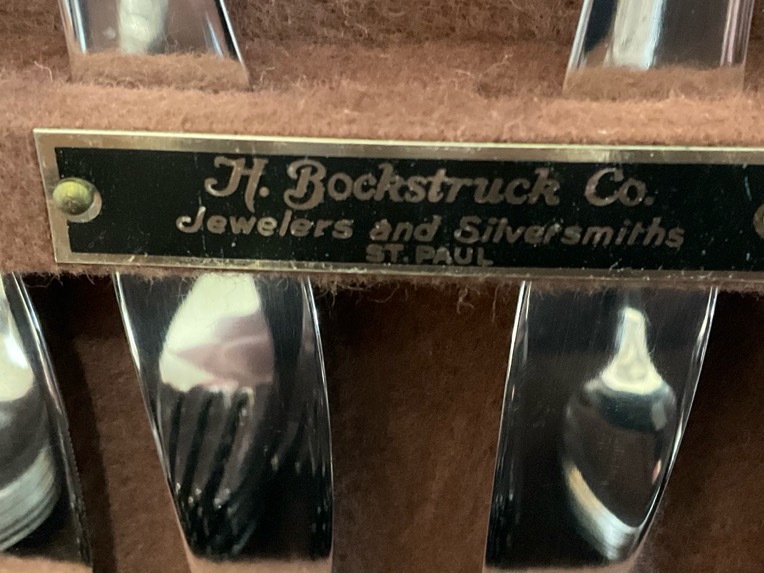 H. Bockstruck Co.
Jewelers and Silversmiths
ST. PAUL